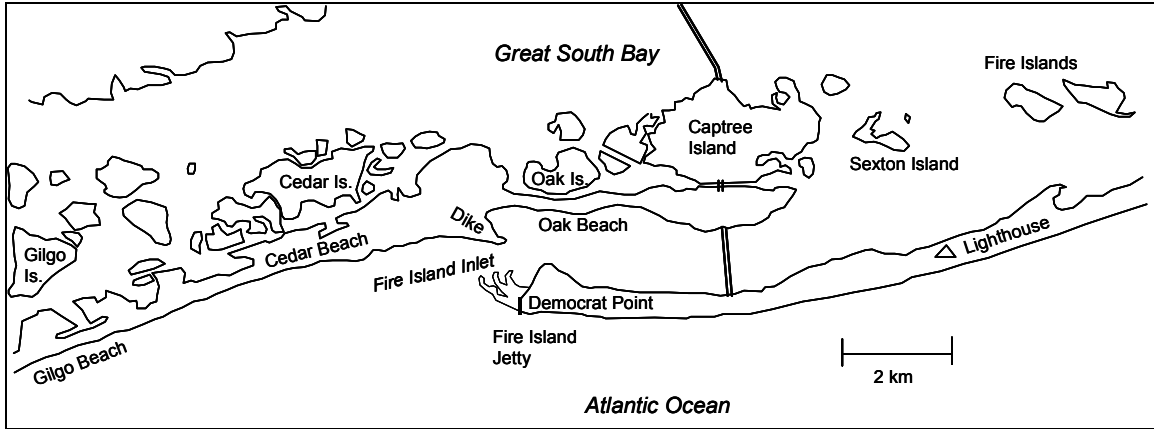 Great South Bay
Fire Islands
Captree
Island
Sexton Island
Cedar Is.
Oak Is.
Dike
Oak Beach
Cedar Beach
Gilgo
Is.
Lighthouse
Fire Island Inlet
Democrat Point
Fire Island
Jetty
Gilgo Beach
2 km
Atlantic Ocean